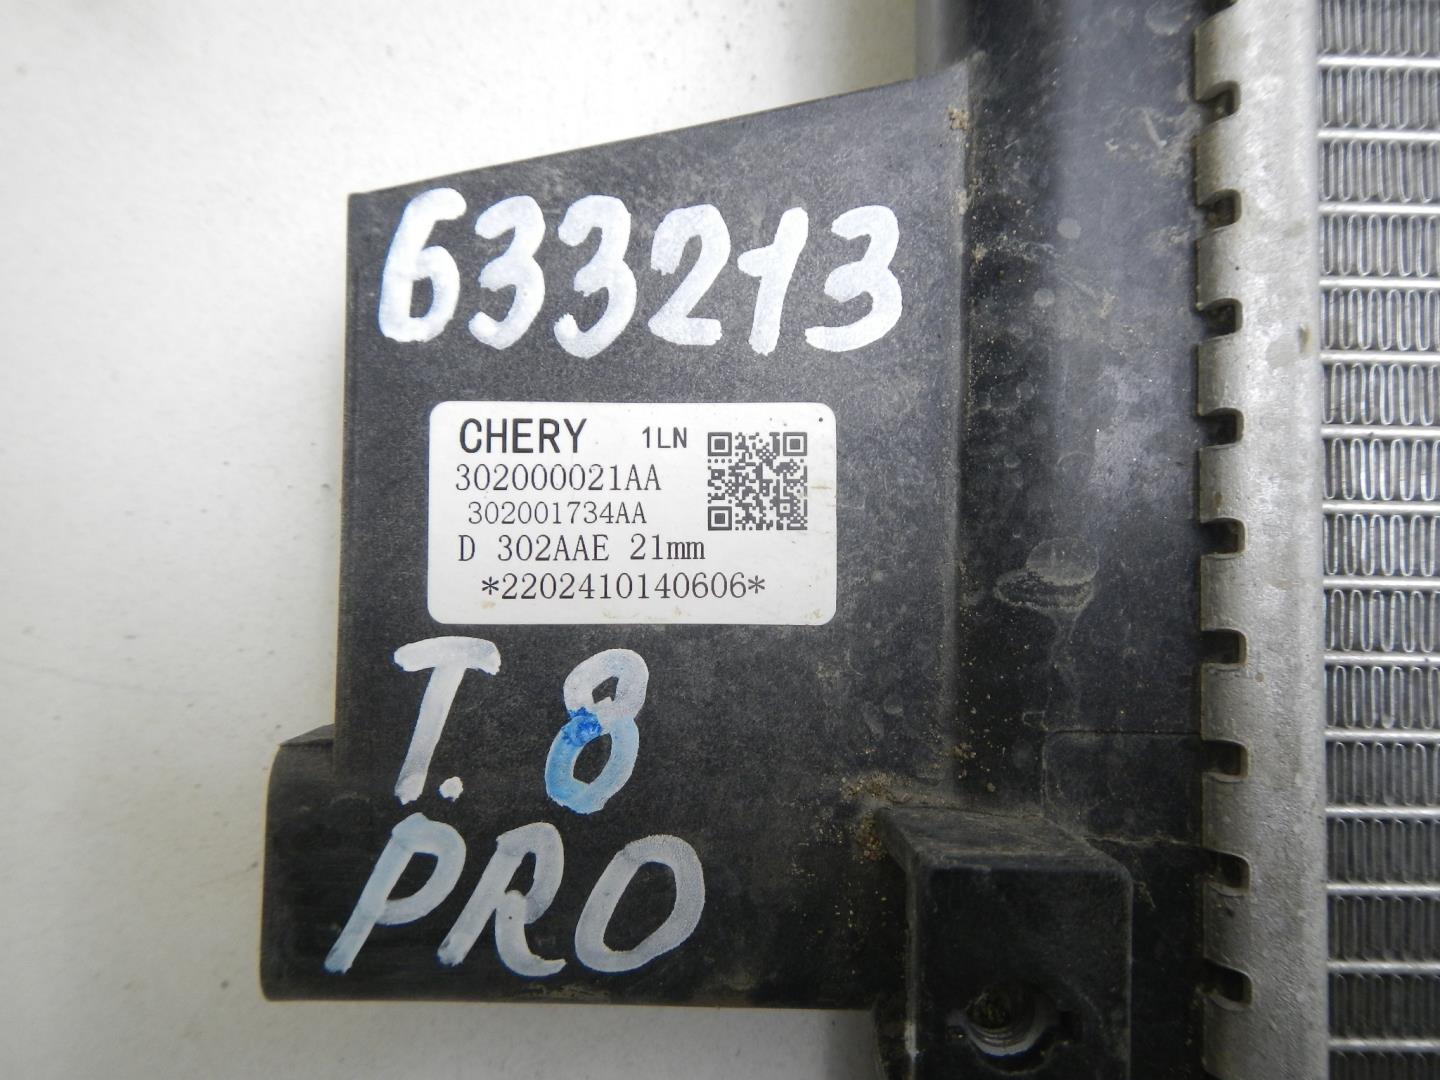 633213
CHERY 1LN
302000021AA
302001734AA
D 302AAE 21mm
*2202410140606*
T. 8
PRO